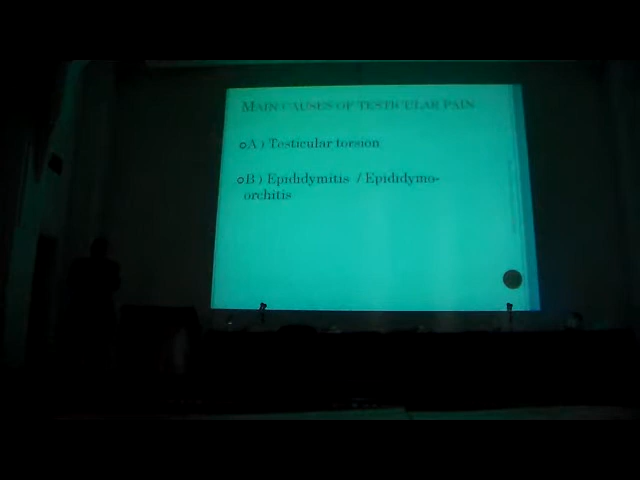 MAIN CAUSES OF TESTICULAR PAIN
A ) Testicular torsion
B ) Epididymitis / Epididymo-
orchitis